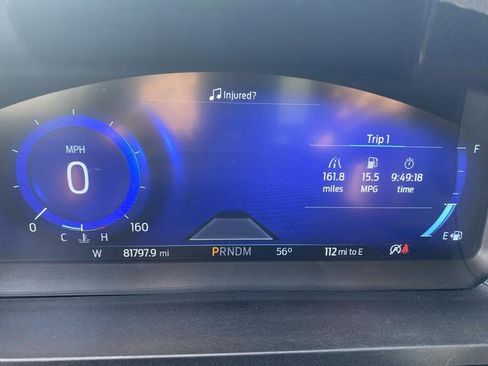 Injured?
Trip 1
F
MPH
0
161.8 15.5 9:49:18
miles MPG time
0 160
C H
E
W 81797.9 mi PRNDM 56° 112 mi to E